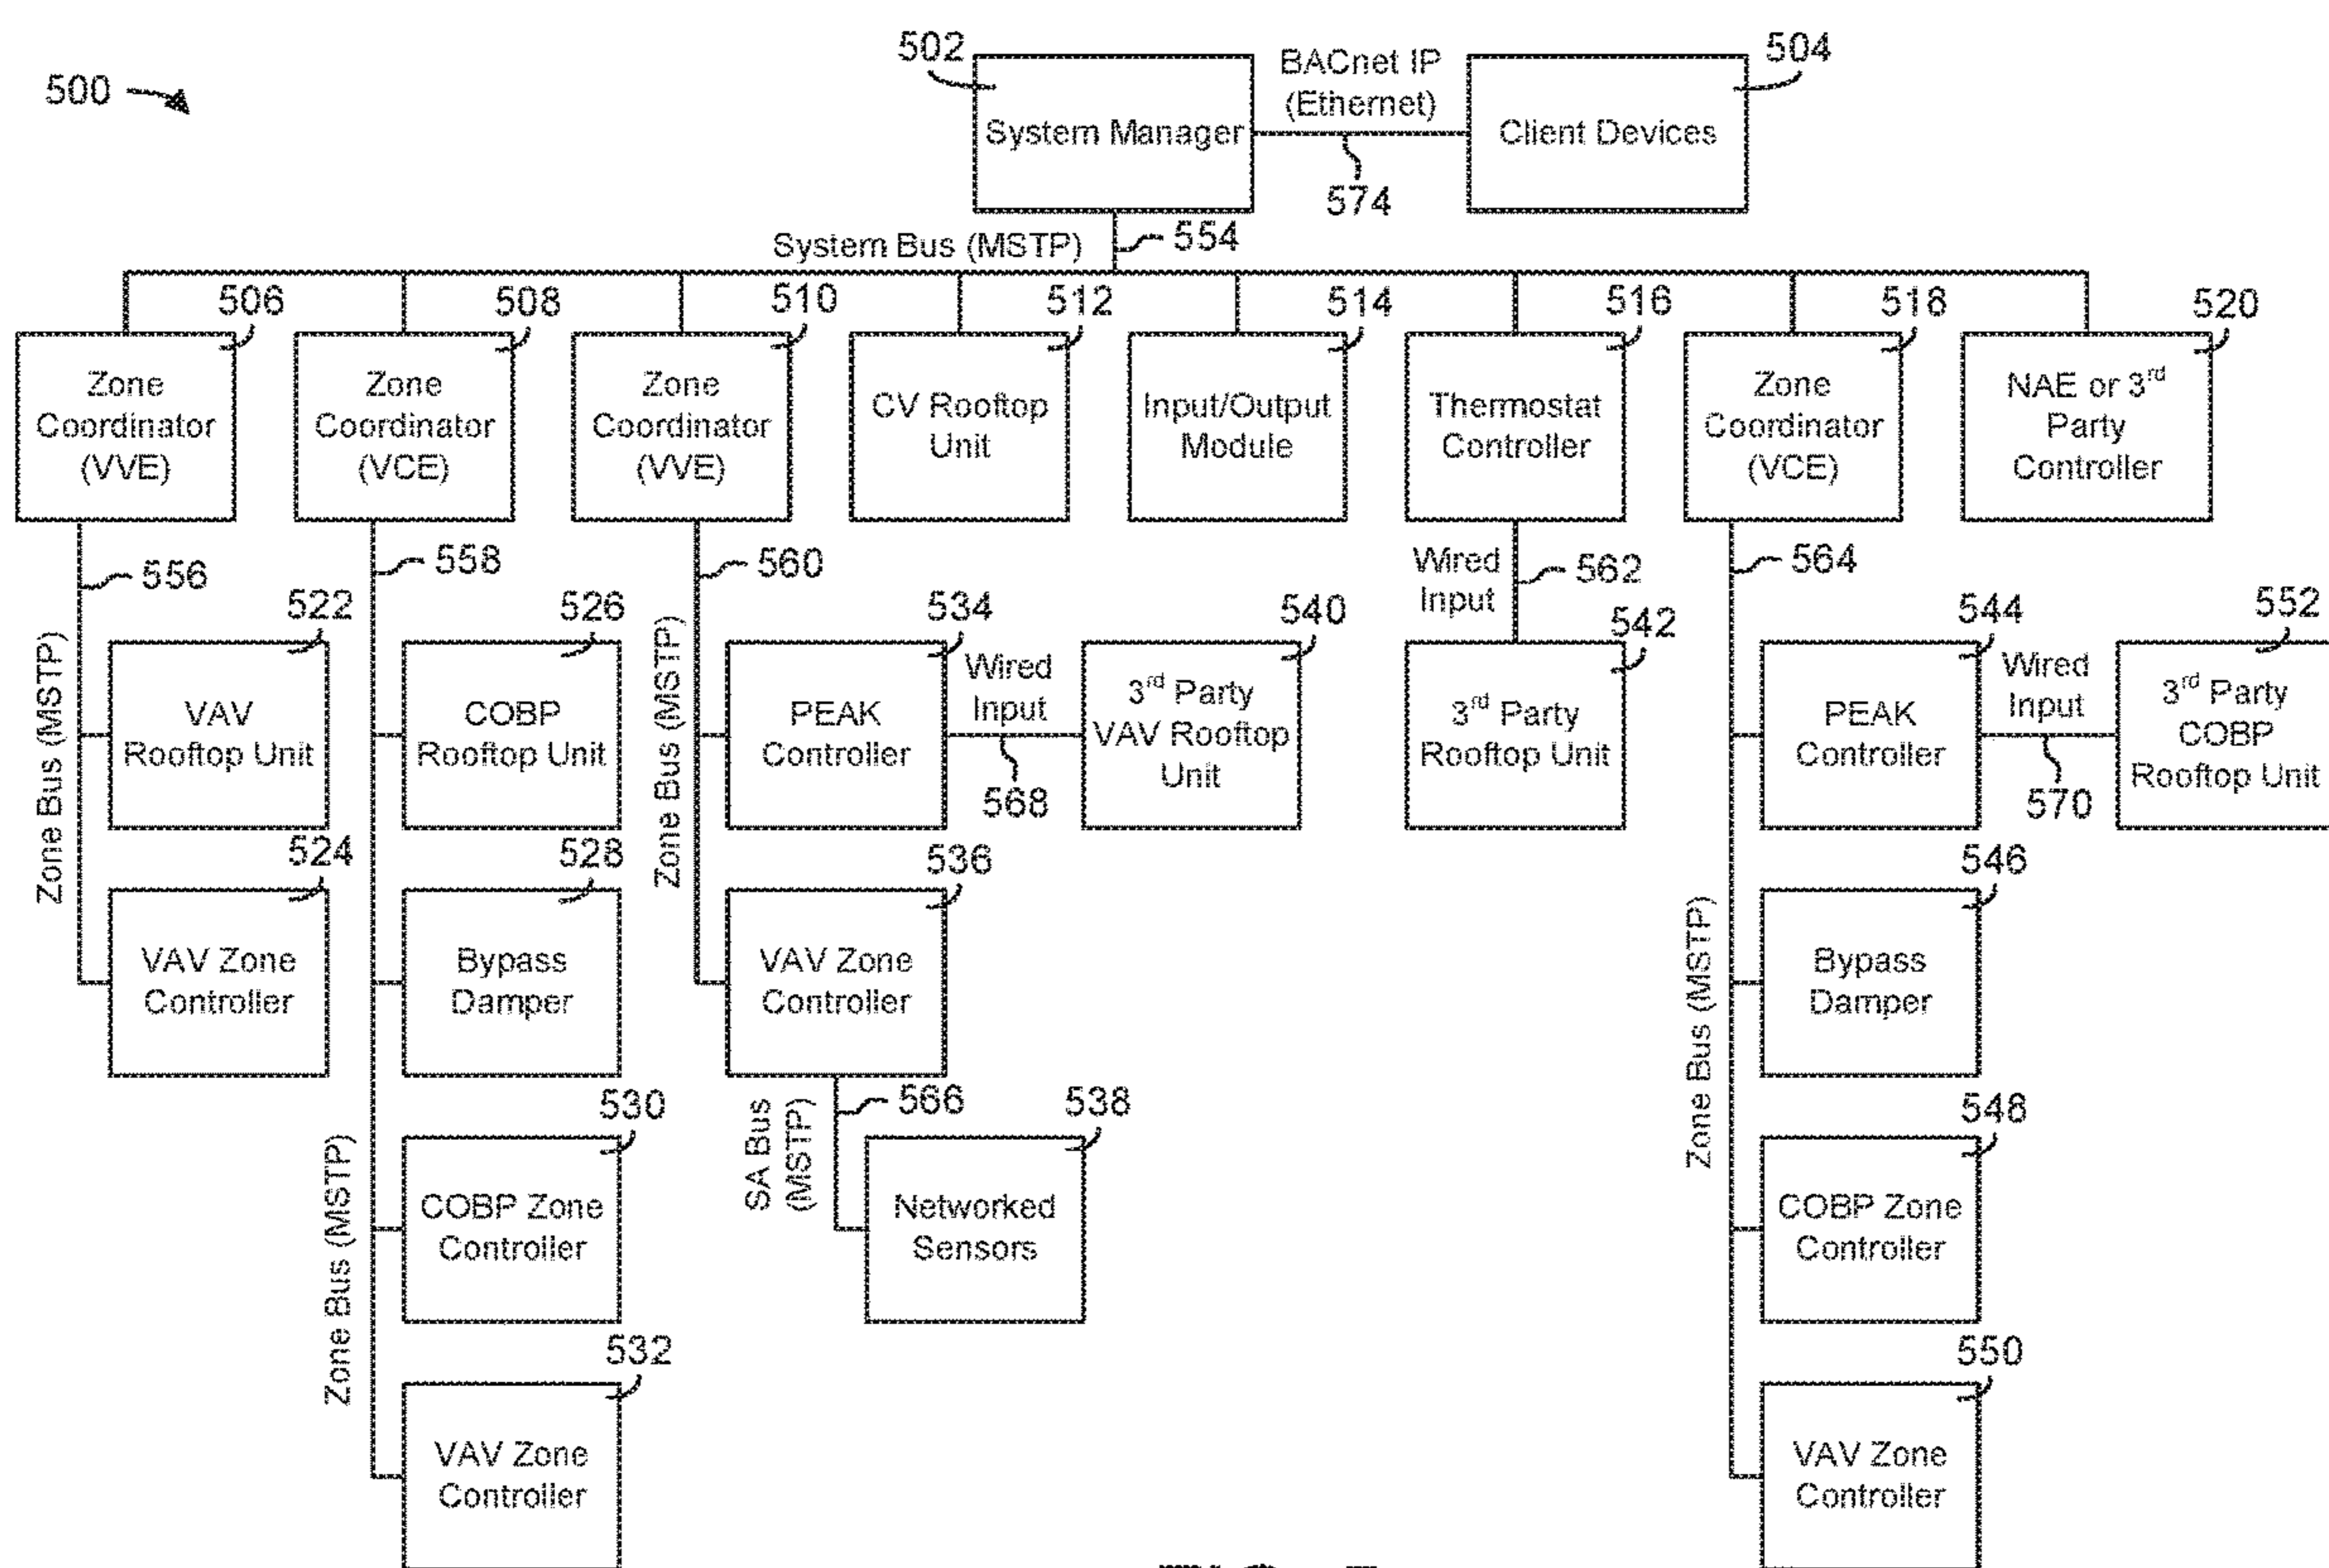 500
502
BACnet IP
(Ethernet)
504
System Manager
Client Devices
574
System Bus (MSTP)
554
506
508
510
512
514
516
518
520
Zone
Coordinator
(VVE)
Zone
Coordinator
(VCE)
Zone
Coordinator
(VVE)
CV Rooftop
Unit
Input/Output
Module
Thermostat
Controller
Zone
Coordinator
(VCE)
NAE or 3rd
Party
Controller
556
558
560
Wired
Input
562
564
Zone Bus (MSTP)
522
VAV
Rooftop Unit
526
COBP
Rooftop Unit
Zone Bus (MSTP)
534
PEAK
Controller
Wired
Input
568
540
3rd Party
VAV Rooftop
Unit
542
3rd Party
Rooftop Unit
544
PEAK
Controller
Wired
Input
570
552
3rd Party
COBP
Rooftop Unit
524
VAV Zone
Controller
528
Bypass
Damper
536
VAV Zone
Controller
Zone Bus (MSTP)
546
Bypass
Damper
Zone Bus (MSTP)
530
COBP Zone
Controller
SA Bus
(MSTP)
566
538
Networked
Sensors
548
COBP Zone
Controller
532
VAV Zone
Controller
550
VAV Zone
Controller